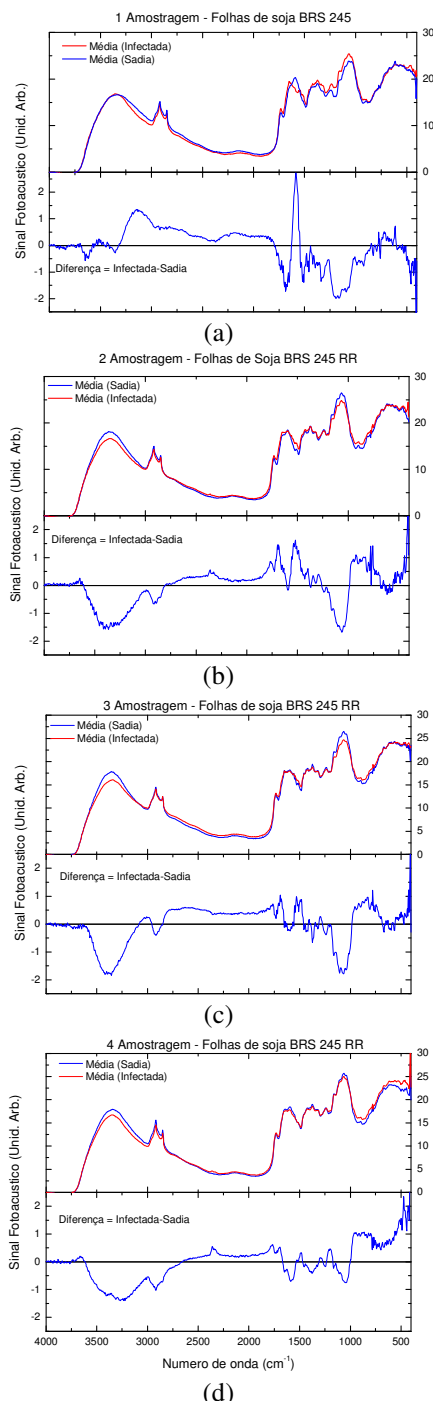 1 Amostragem - Folhas de soja BRS 245
Média (Infectada)
Média (Sadia)
Sinal Fotoacustico (Unid. Arb.)
30
20
10
0
2
1
0
-1
-2
Diferença = Infectada-Sadia
(a)
2 Amostragem - Folhas de Soja BRS 245 RR
Média (Sadia)
Média (Infectada)
Sinal Fotoacústico (Unid. Arb.)
30
20
10
0
2
1
0
-1
-2
Diferença = Infectada-Sadia
(b)
3 Amostragem - Folhas de soja BRS 245 RR
Média (Sadia)
Média (Infectada)
Sinal Fotoacústico (Unid. Arb.)
30
25
20
15
10
5
0
2
1
0
-1
-2
Diferença = Infectada-Sadia
(c)
4 Amostragem - Folhas de soja BRS 245 RR
Média (Sadia)
Média (Infectada)
Sinal Fotoacústico (Unid. Arb.)
30
25
20
15
10
5
0
2
1
0
-1
Diferença = Infectada-Sadia
4000 3500 3000 2500 2000 1500 1000 500
Numero de onda (cm⁻¹)
(d)